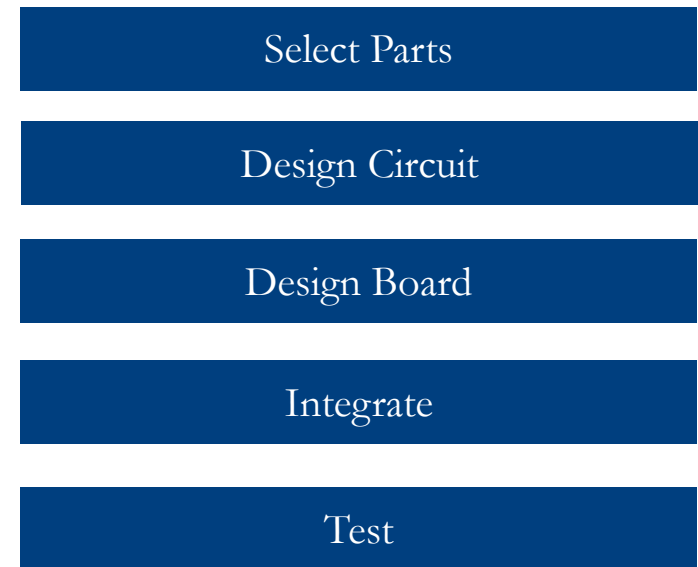 Select Parts
Design Circuit
Design Board
Integrate
Test